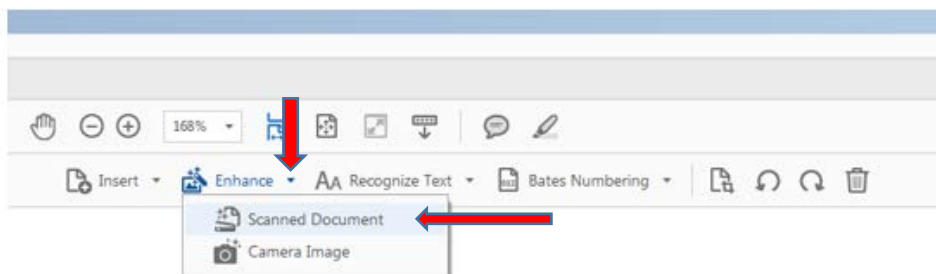 168%
Insert Enhance Recognize Text Bates Numbering
Scanned Document
Camera Image